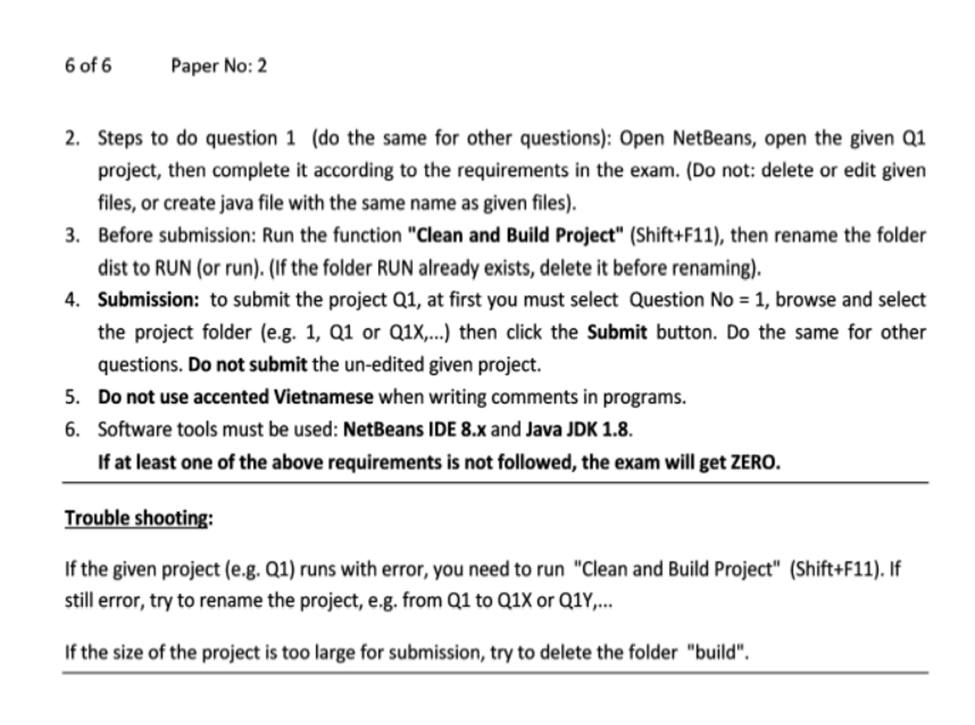 6 of 6 Paper No: 2
2. Steps to do question 1 (do the same for other questions): Open NetBeans, open the given Q1
project, then complete it according to the requirements in the exam. (Do not: delete or edit given
files, or create java file with the same name as given files).
3. Before submission: Run the function "Clean and Build Project" (Shift+F11), then rename the folder
dist to RUN (or run). (If the folder RUN already exists, delete it before renaming).
4. Submission: to submit the project Q1, at first you must select Question No = 1, browse and select
the project folder (e.g. 1, Q1 or Q1X,...) then click the Submit button. Do the same for other
questions. Do not submit the un-edited given project.
5. Do not use accented Vietnamese when writing comments in programs.
6. Software tools must be used: NetBeans IDE 8.x and Java JDK 1.8.
If at least one of the above requirements is not followed, the exam will get ZERO.
Trouble shooting:
If the given project (e.g. Q1) runs with error, you need to run "Clean and Build Project" (Shift+F11). If
still error, try to rename the project, e.g. from Q1 to Q1X or Q1Y,...
If the size of the project is too large for submission, try to delete the folder "build".